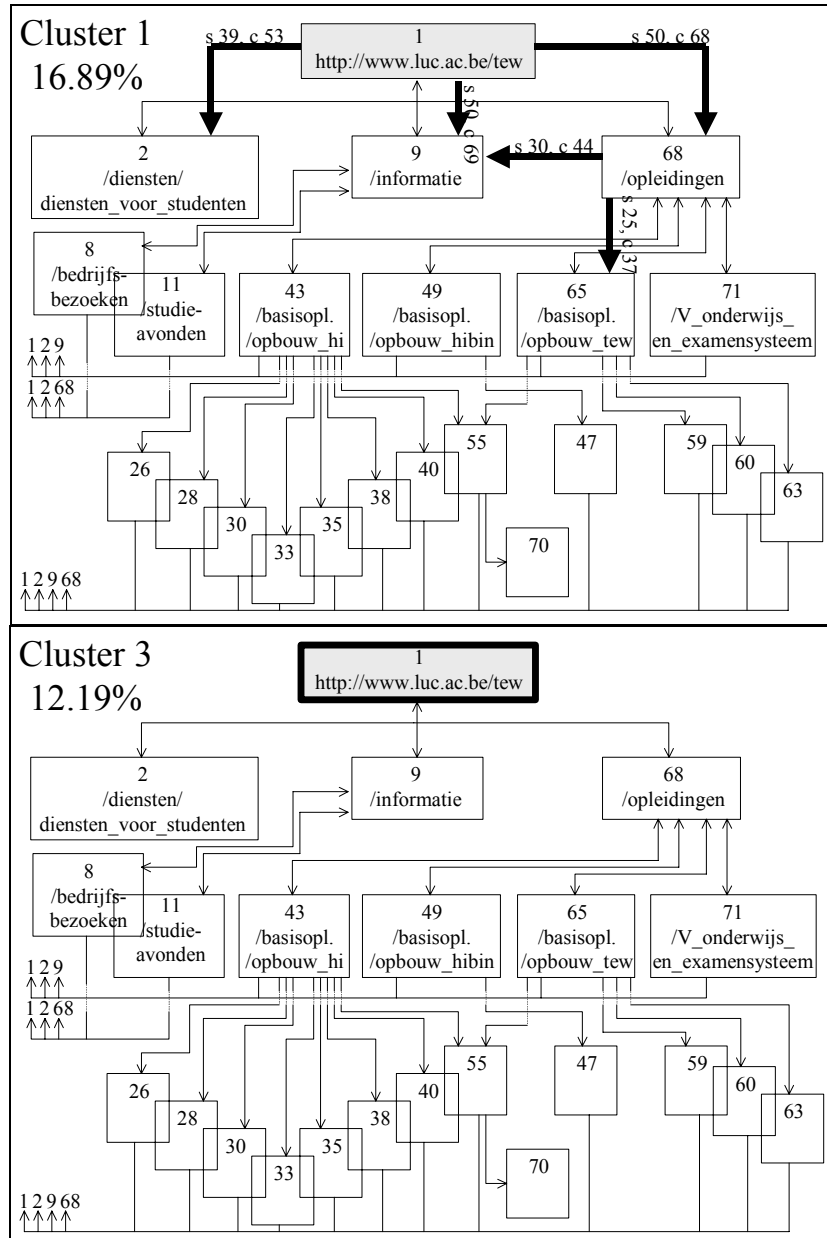 Cluster 1
16.89%
1
http://www.luc.ac.be/tew
s 39, c 53
s 50, c 68
s 50, c 69
s 30, c 44
s 25, c 37
2
/diensten/
diensten_voor_studenten
9
/informatie
68
/opleidingen
8
/bedrijfs-
bezoeken
11
/studie-
avonden
43
/basisopl.
/opbouw_hi
49
/basisopl.
/opbouw_hibin
65
/basisopl.
/opbouw_tew
71
/V_onderwijs_
en_examensysteem
1 2 9
1 2 68
26
28
30
33
35
38
40
55
70
47
59
60
63
1 2 9 68
Cluster 3
12.19%
1
http://www.luc.ac.be/tew
2
/diensten/
diensten_voor_studenten
9
/informatie
68
/opleidingen
8
/bedrijfs-
bezoeken
11
/studie-
avonden
43
/basisopl.
/opbouw_hi
49
/basisopl.
/opbouw_hibin
65
/basisopl.
/opbouw_tew
71
/V_onderwijs_
en_examensysteem
1 2 9
1 2 68
26
28
30
33
35
38
40
55
70
47
59
60
63
1 2 9 68